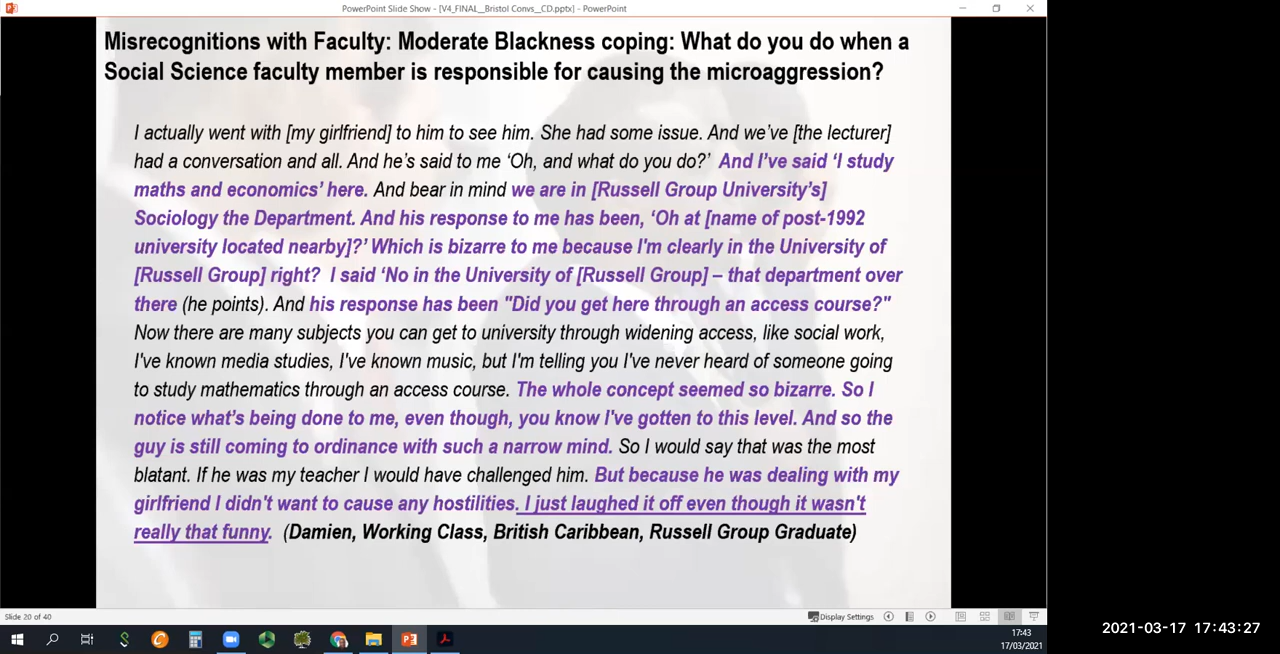 PowerPoint Slide Show - [V4_FINAL__Bristol Convs__CD.pptx] - PowerPoint
Misrecognitions with Faculty: Moderate Blackness coping: What do you do when a
Social Science faculty member is responsible for causing the microaggression?
I actually went with [my girlfriend] to him to see him. She had some issue. And we've [the lecturer]
had a conversation and all. And he's said to me 'Oh, and what do you do?' And I've said 'I study
maths and economics' here. And bear in mind we are in [Russell Group University's]
Sociology the Department. And his response to me has been, 'Oh at [name of post-1992
university located nearby]?' Which is bizarre to me because I'm clearly in the University of
[Russell Group] right? I said 'No in the University of [Russell Group] – that department over
there (he points). And his response has been "Did you get here through an access course?"
Now there are many subjects you can get to university through widening access, like social work,
I've known media studies, I've known music, but I'm telling you I've never heard of someone going
to study mathematics through an access course. The whole concept seemed so bizarre. So I
notice what's being done to me, even though, you know I've gotten to this level. And so the
guy is still coming to ordinance with such a narrow mind. So I would say that was the most
blatant. If he was my teacher I would have challenged him. But because he was dealing with my
girlfriend I didn't want to cause any hostilities. I just laughed it off even though it wasn't
really that funny. (Damien, Working Class, British Caribbean, Russell Group Graduate)
Slide 20 of 40
Display Settings
17:43
17/03/2021
2021-03-17 17:43:27